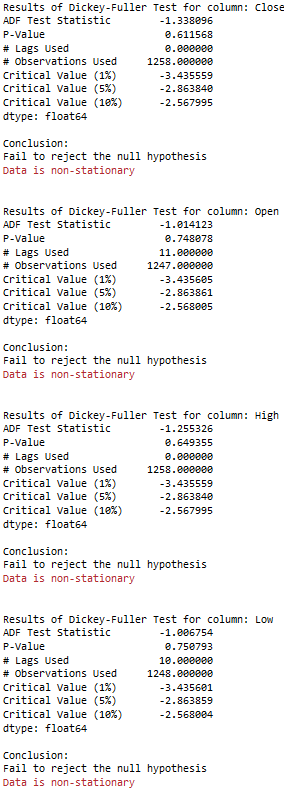 Results of Dickey-Fuller Test for column: Close
ADF Test Statistic -1.338096
P-Value 0.611568
# Lags Used 0.000000
# Observations Used 1258.000000
Critical Value (1%) -3.435559
Critical Value (5%) -2.863840
Critical Value (10%) -2.567995
dtype: float64
Conclusion:
Fail to reject the null hypothesis
Data is non-stationary
Results of Dickey-Fuller Test for column: Open
ADF Test Statistic -1.014123
P-Value 0.748078
# Lags Used 11.000000
# Observations Used 1247.000000
Critical Value (1%) -3.435605
Critical Value (5%) -2.863861
Critical Value (10%) -2.568005
dtype: float64
Conclusion:
Fail to reject the null hypothesis
Data is non-stationary
Results of Dickey-Fuller Test for column: High
ADF Test Statistic -1.255326
P-Value 0.649355
# Lags Used 0.000000
# Observations Used 1258.000000
Critical Value (1%) -3.435559
Critical Value (5%) -2.863840
Critical Value (10%) -2.567995
dtype: float64
Conclusion:
Fail to reject the null hypothesis
Data is non-stationary
Results of Dickey-Fuller Test for column: Low
ADF Test Statistic -1.006754
P-Value 0.750793
# Lags Used 10.000000
# Observations Used 1248.000000
Critical Value (1%) -3.435601
Critical Value (5%) -2.863859
Critical Value (10%) -2.568004
dtype: float64
Conclusion:
Fail to reject the null hypothesis
Data is non-stationary